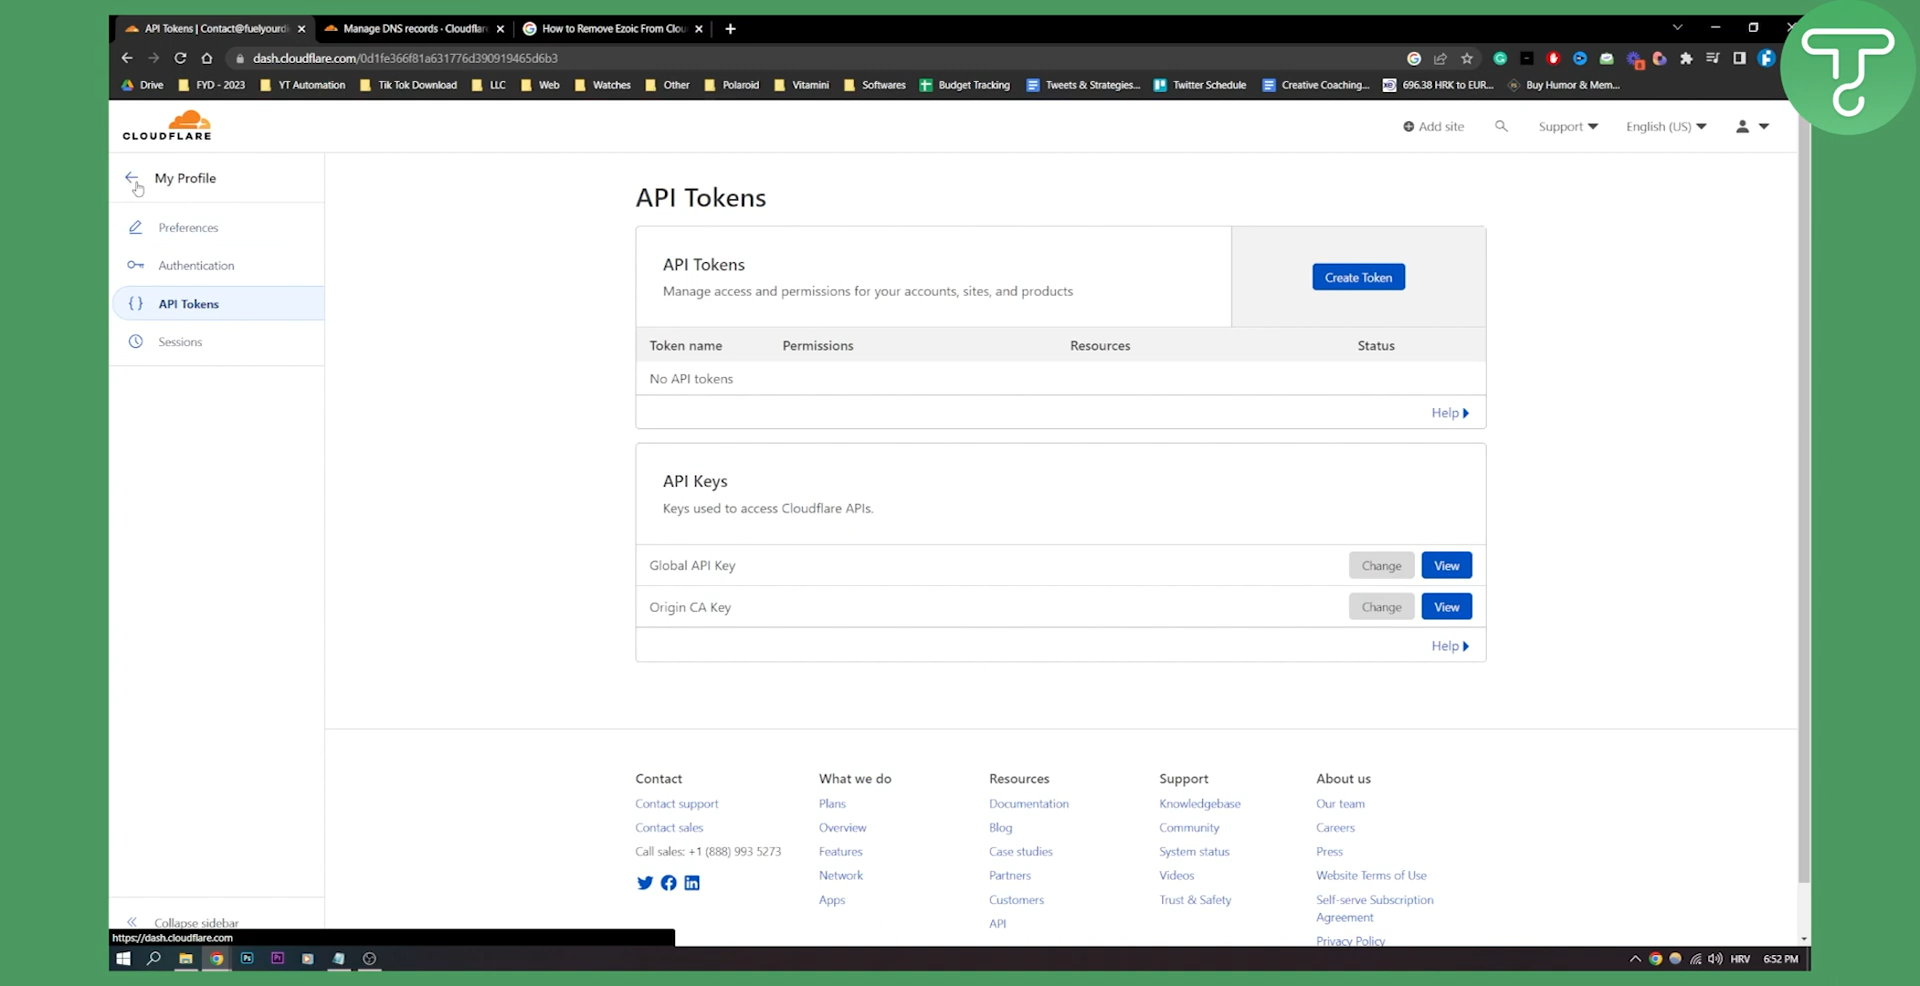 API Tokens | Contact@fuelyourdi
Manage DNS records · Cloudflare
How to Remove Ezoic From Clou
dash.cloudflare.com/0d1fe366f81a631776d390919465d6b3
Drive
FYD - 2023
YT Automation
Tik Tok Download
LLC
Web
Watches
Other
Polaroid
Vitamini
Softwares
Budget Tracking
Tweets & Strategies...
Twitter Schedule
Creative Coaching...
696.38 HRK to EUR...
Buy Humor & Mem...
CLOUDFLARE
Add site
Support
English (US)
My Profile
Preferences
Authentication
API Tokens
Sessions
Collapse sidebar
API Tokens
API Tokens
Manage access and permissions for your accounts, sites, and products
Create Token
Token name Permissions Resources Status
No API tokens
Help
API Keys
Keys used to access Cloudflare APIs.
Global API Key
Change
View
Origin CA Key
Change
View
Help
Contact
Contact support
Contact sales
Call sales: +1 (888) 993 5273
What we do
Plans
Overview
Features
Network
Apps
Resources
Documentation
Blog
Case studies
Partners
Customers
API
Support
Knowledgebase
Community
System status
Videos
Trust & Safety
About us
Our team
Careers
Press
Website Terms of Use
Self-serve Subscription
Agreement
Privacy Policy
https://dash.cloudflare.com
Ps
Pr
HRV
6:52 PM